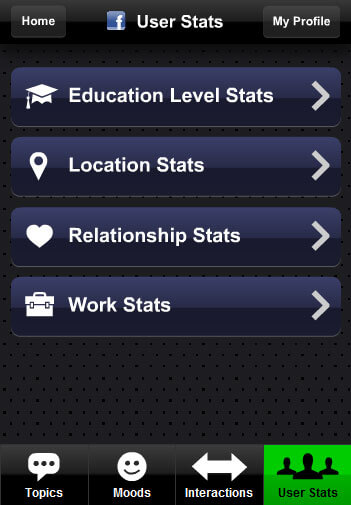 Home
f User Stats
My Profile
Education Level Stats
Location Stats
Relationship Stats
Work Stats
Topics
Moods
Interactions
User Stats